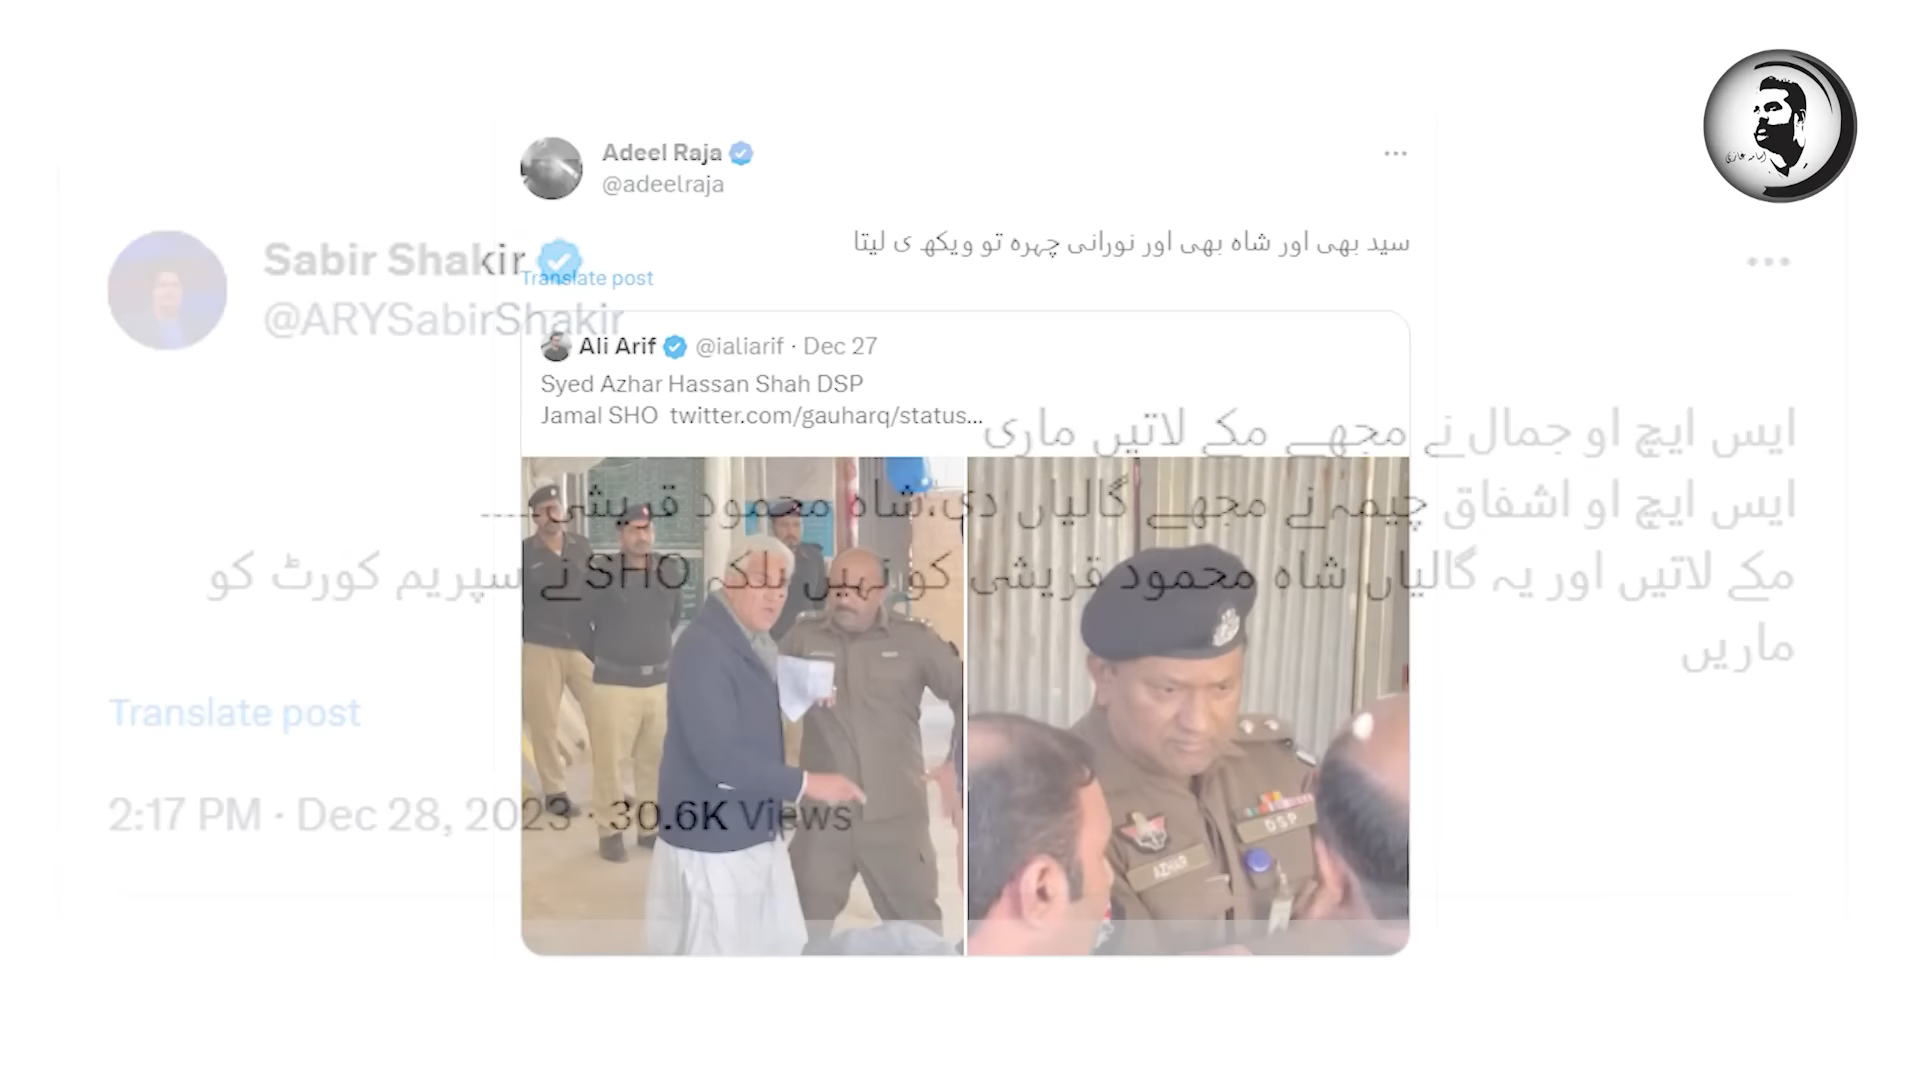 Adeel Raja
@adeelraja
سید بھی اور شاہ بھی اور نورانی چہرہ تو ویکھ ی لیتا
Translate post
Ali Arif @ialiarif · Dec 27
Syed Azhar Hassan Shah DSP
Jamal SHO twitter.com/gauharq/status...
AZHAR
DSP
Sabir Shakir
@ARYSabirShakir
ایس ایچ او جمال نے مجھے مکے لاتیں ماری
ایس ایچ او اشفاق چیمہ نے مجھے گالیاں دی،شاہ محمود قریشی.....
مکے لاتیں اور یہ گالیاں شاہ محمود قریشی کو نہیں بلکہ SHO نے سپریم کورٹ کو
ماریں
Translate post
2:17 PM · Dec 28, 2023 · 30.6K Views
اسامہ غازی